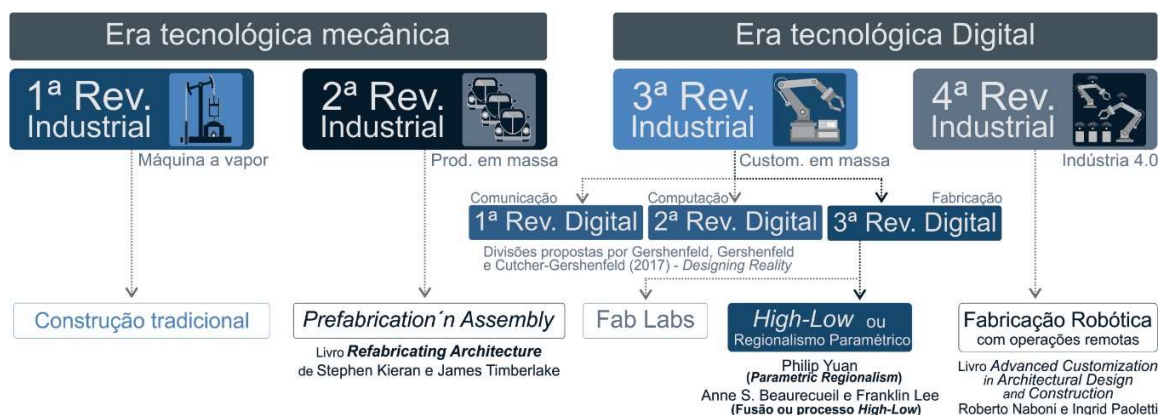 Era tecnológica mecânica
Era tecnológica Digital
1ª Rev.
Industrial
Máquina a vapor
2ª Rev.
Industrial
Prod. em massa
3ª Rev.
Industrial
Custom. em massa
4ª Rev.
Industrial
Indústria 4.0
Comunicação
1ª Rev. Digital
Computação
2ª Rev. Digital
Fabricação
3ª Rev. Digital
Divisões propostas por Gershenfeld, Gershenfeld
e Cutcher-Gershenfeld (2017) - Designing Reality
Construção tradicional
Prefabrication´n Assembly
Livro Refabricating Architecture
de Stephen Kieran e James Timberlake
Fab Labs
High-Low ou
Regionalismo Paramétrico
Philip Yuan
(Parametric Regionalism)
Anne S. Beaurecueil e Franklin Lee
(Fusão ou processo High-Low)
Fabricação Robótica
com operações remotas
Livro Advanced Customization
in Architectural Design
and Construction
Roberto Naboni e Ingrid Paoletti